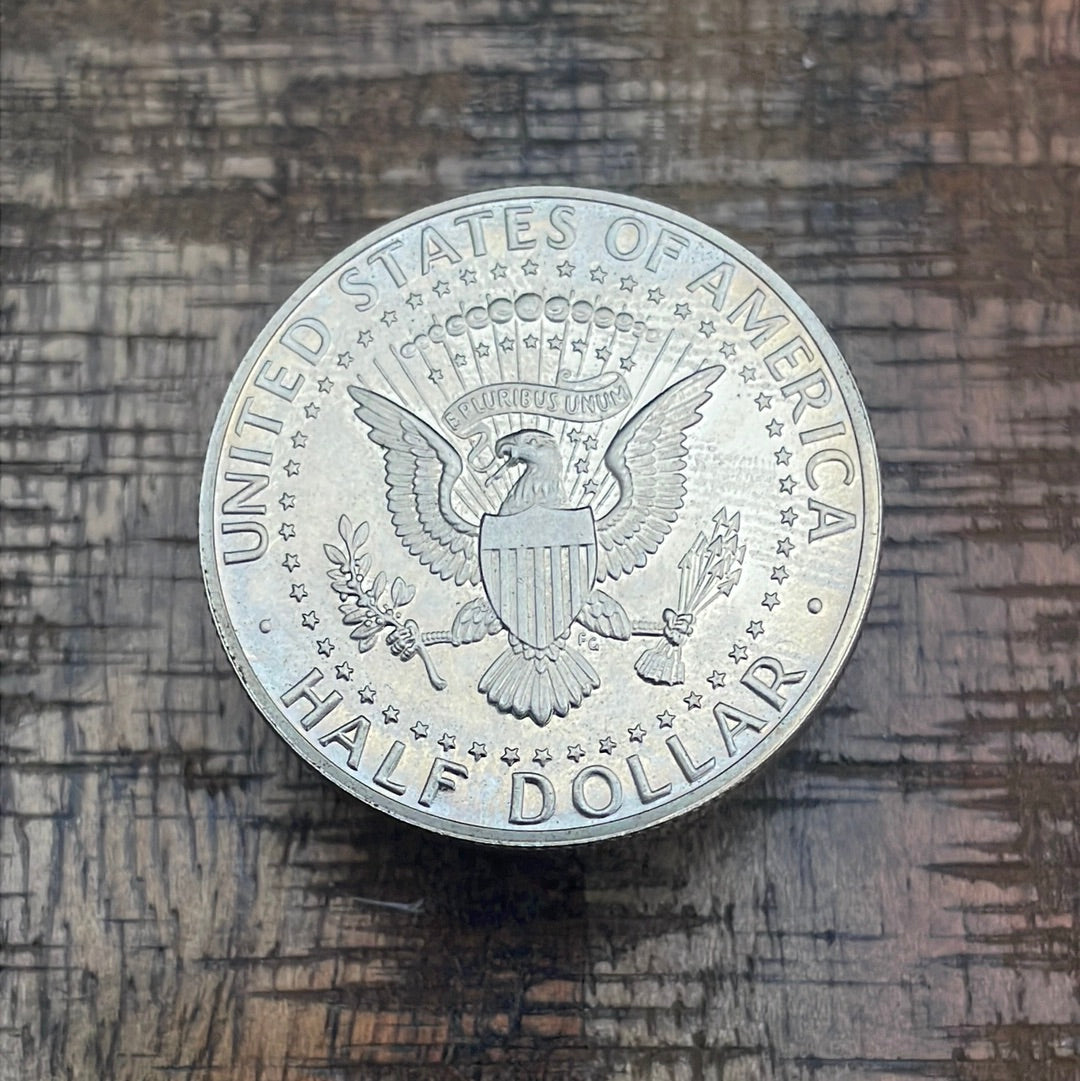 UNITED STATES OF AMERICA
E PLURIBUS UNUM
FG
HALF DOLLAR